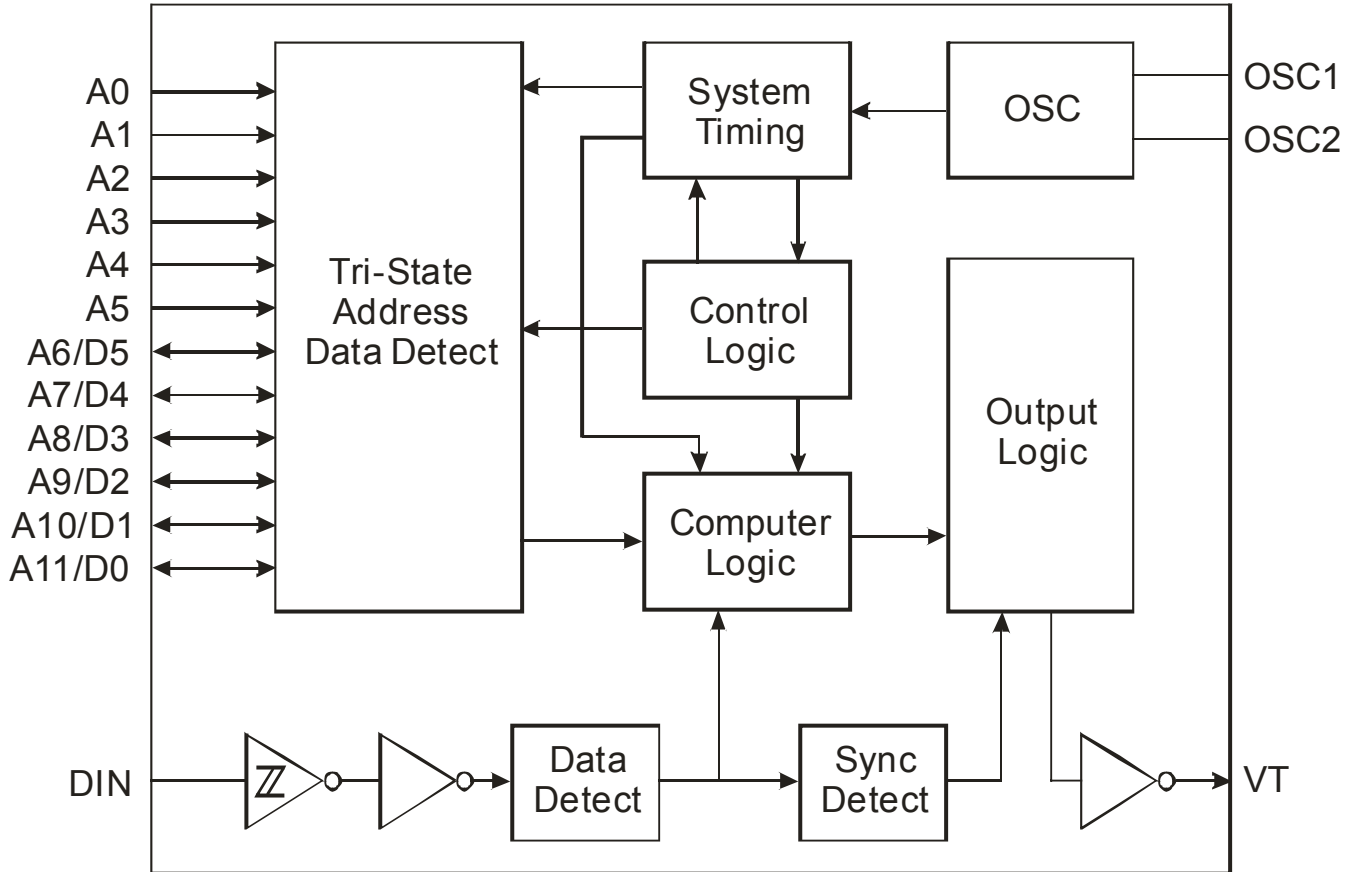 A0
A1
A2
A3
A4
A5
A6/D5
A7/D4
A8/D3
A9/D2
A10/D1
A11/D0
DIN
Tri-State
Address
Data Detect
System
Timing
Control
Logic
Computer
Logic
OSC
Output
Logic
Data
Detect
Sync
Detect
OSC1
OSC2
VT